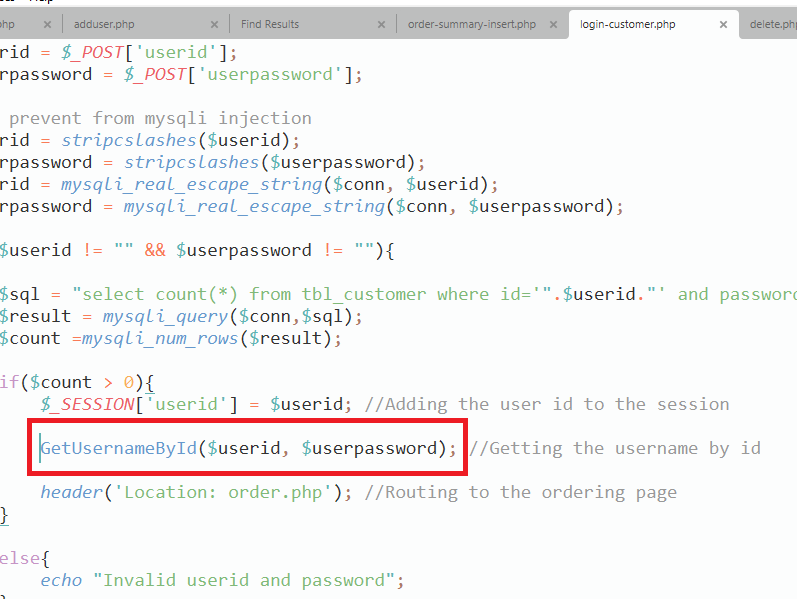 php × adduser.php × Find Results × order-summary-insert.php × login-customer.php × delete.php
rid = $_POST['userid'];
rpassword = $_POST['userpassword'];
prevent from mysqli injection
rid = stripcslashes($userid);
rpassword = stripcslashes($userpassword);
rid = mysqli_real_escape_string($conn, $userid);
rpassword = mysqli_real_escape_string($conn, $userpassword);
$userid != "" && $userpassword != ""){
$sql = "select count(*) from tbl_customer where id='".$userid."' and password
$result = mysqli_query($conn,$sql);
$count =mysqli_num_rows($result);
if($count > 0){
$_SESSION['userid'] = $userid; //Adding the user id to the session
GetUsernameById($userid, $userpassword); //Getting the username by id
header('Location: order.php'); //Routing to the ordering page
}
else{
echo "Invalid userid and password";